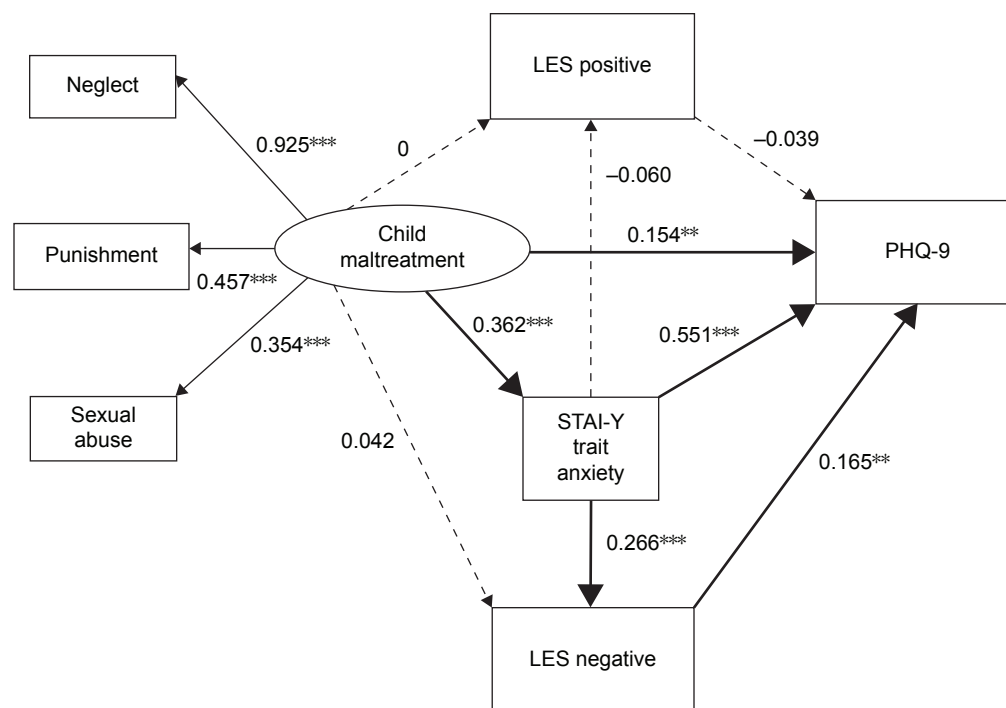 LES positive
Neglect
0.925***
0
–0.060
–0.039
Punishment
0.457***
Child
maltreatment
0.154**
PHQ-9
0.354***
0.362***
0.551***
Sexual
abuse
0.042
STAI-Y
trait
anxiety
0.165**
0.266***
LES negative